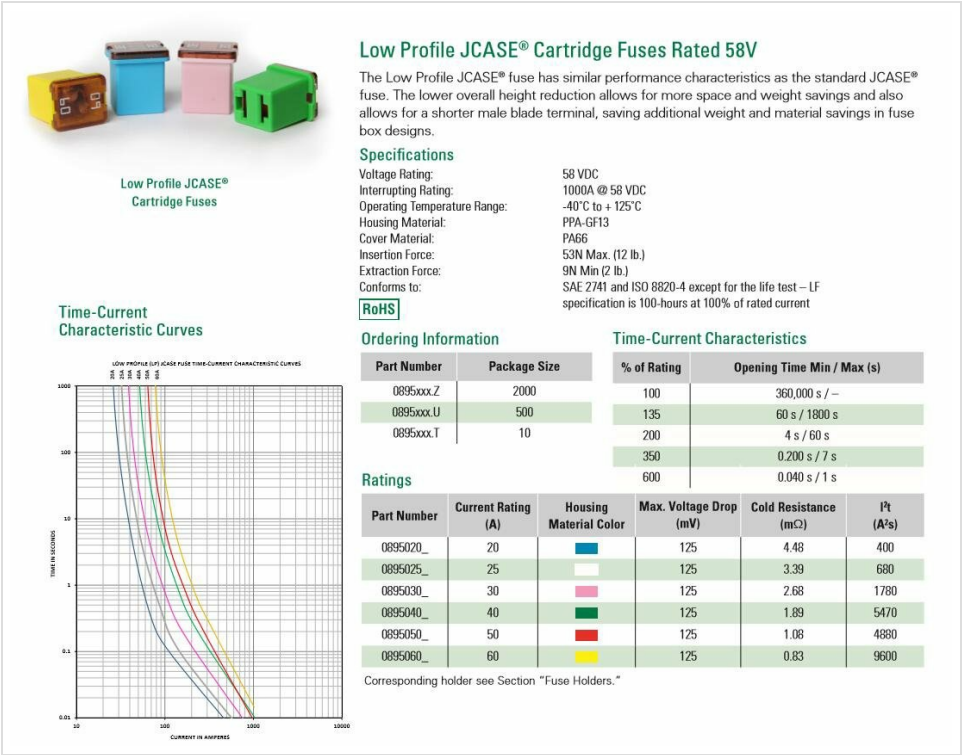 Low Profile JCASE® Cartridge Fuses Rated 58V
The Low Profile JCASE® fuse has similar performance characteristics as the standard JCASE®
fuse. The lower overall height reduction allows for more space and weight savings and also
allows for a shorter male blade terminal, saving additional weight and material savings in fuse
box designs.
60 60
Low Profile JCASE®
Cartridge Fuses
Specifications
Voltage Rating: 58 VDC
Interrupting Rating: 1000A @ 58 VDC
Operating Temperature Range: -40˚C to + 125˚C
Housing Material: PPA-GF13
Cover Material: PA66
Insertion Force: 53N Max. (12 lb.)
Extraction Force: 9N Min (2 lb.)
Conforms to: SAE 2741 and ISO 8820-4 except for the life test – LF
specification is 100-hours at 100% of rated current
RoHS
Time-Current
Characteristic Curves
LOW PROFILE (LF) JCASE FUSE TIME-CURRENT CHARACTERISTIC CURVES
20A 25A 30A 40A 50A 60A
1000
100
10
1
0.1
0.01
TIME IN SECONDS
10 100 1000 10000
CURRENT IN AMPERES
Ordering Information
Part Number Package Size
0895xxx.Z 2000
0895xxx.U 500
0895xxx.T 10
Time-Current Characteristics
% of Rating Opening Time Min / Max (s)
100 360,000 s / –
135 60 s / 1800 s
200 4 s / 60 s
350 0.200 s / 7 s
600 0.040 s / 1 s
Ratings
Part Number Current Rating (A) Housing Material Color Max. Voltage Drop (mV) Cold Resistance (mΩ) I²t (A²s)
0895020_ 20 125 4.48 400
0895025_ 25 125 3.39 680
0895030_ 30 125 2.68 1780
0895040_ 40 125 1.89 5470
0895050_ 50 125 1.08 4880
0895060_ 60 125 0.83 9600
Corresponding holder see Section "Fuse Holders."